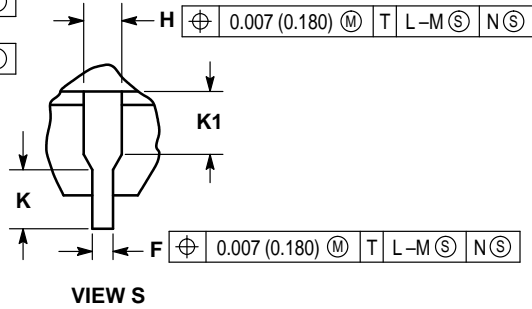 H ⌖ 0.007 (0.180) Ⓜ T L–M Ⓢ N Ⓢ
K1
K
F ⌖ 0.007 (0.180) Ⓜ T L–M Ⓢ N Ⓢ
VIEW S